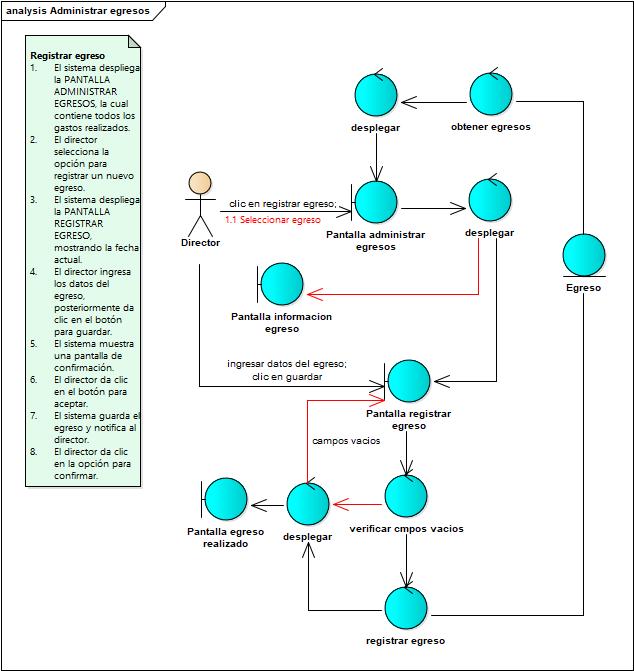 analysis Administrar egresos
Registrar egreso
1. El sistema despliega
la PANTALLA
ADMINISTRAR
EGRESOS, la cual
contiene todos los
gastos realizados.
2. El director
selecciona la
opción para
registrar un nuevo
egreso.
3. El sistema despliega
la PANTALLA
REGISTRAR
EGRESO,
mostrando la fecha
actual.
4. El director ingresa
los datos del
egreso,
posteriormente da
clic en el botón
para guardar.
5. El sistema muestra
una pantalla de
confirmación.
6. El director da clic
en el botón para
aceptar.
7. El sistema guarda el
egreso y notifica al
director.
8. El director da clic
en la opción para
confirmar.
desplegar
obtener egresos
Director
clic en registrar egreso;
1.1 Seleccionar egreso
Pantalla administrar
egresos
desplegar
Egreso
Pantalla informacion
egreso
ingresar datos del egreso;
clic en guardar
Pantalla registrar
egreso
campos vacios
Pantalla egreso
realizado
desplegar
verificar cmpos vacios
registrar egreso